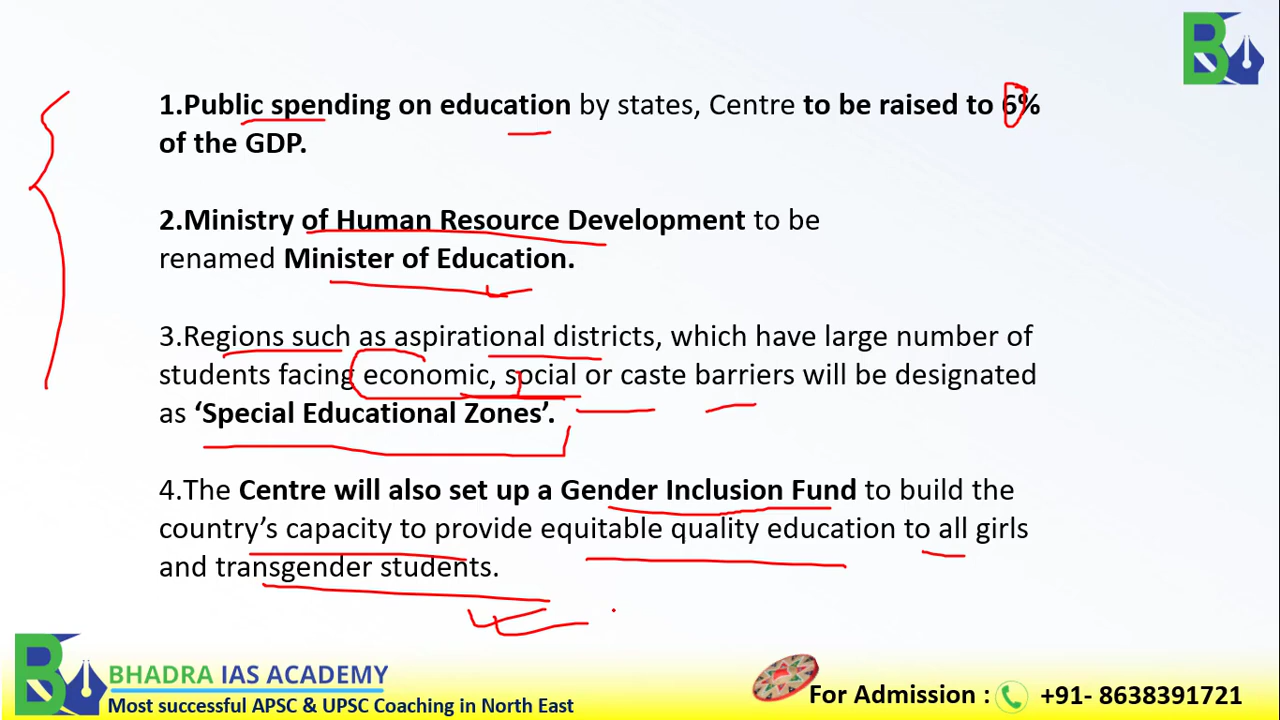 1.Public spending on education by states, Centre to be raised to 6%
of the GDP.
2.Ministry of Human Resource Development to be
renamed Minister of Education.
3.Regions such as aspirational districts, which have large number of
students facing economic, social or caste barriers will be designated
as ‘Special Educational Zones’.
4.The Centre will also set up a Gender Inclusion Fund to build the
country’s capacity to provide equitable quality education to all girls
and transgender students.
BHADRA IAS ACADEMY
Most successful APSC & UPSC Coaching in North East
For Admission : +91- 8638391721